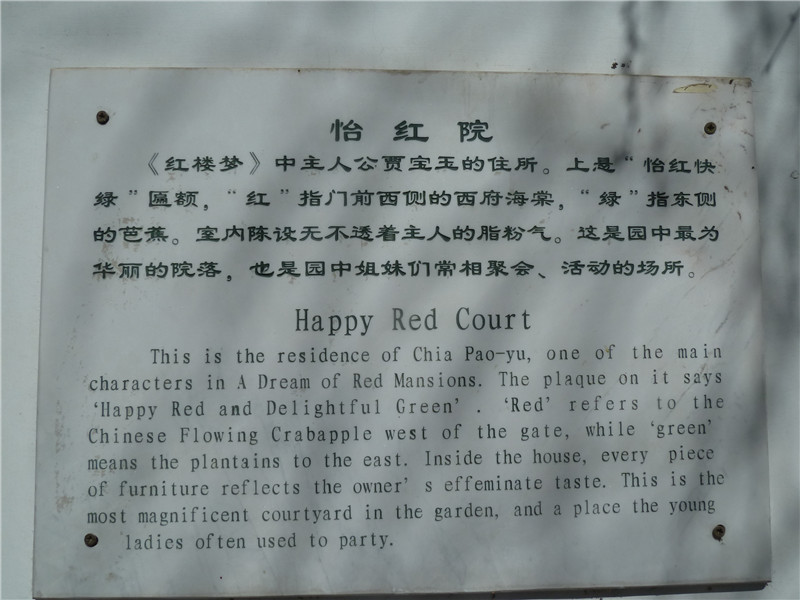 怡红院
《红楼梦》中主人公贾宝玉的住所。上悬“怡红快
绿”匾额，“红”指门前西侧的西府海棠，“绿”指东侧
的芭蕉。室内陈设无不透着主人的脂粉气。这是园中最为
华丽的院落，也是园中姐妹们常相聚会、活动的场所。
Happy Red Court
This is the residence of Chia Pao-yu, one of the main
characters in A Dream of Red Mansions. The plaque on it says
‘Happy Red and Delightful Green’. ‘Red’ refers to the
Chinese Flowing Crabapple west of the gate, while ‘green’
means the plantains to the east. Inside the house, every piece
of furniture reflects the owner’s effeminate taste. This is the
most magnificent courtyard in the garden, and a place the young
ladies often used to party.